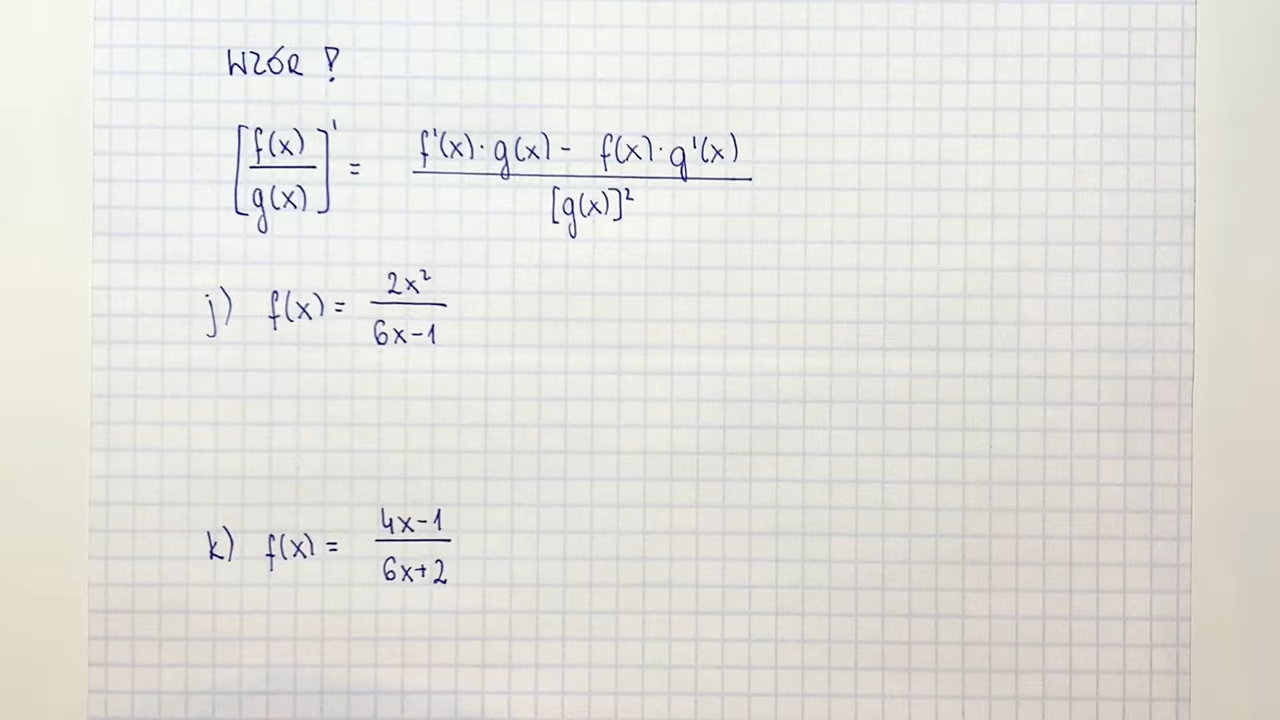 WZÓR !
[f(x)/g(x)]' = (f'(x)·g(x) - f(x)·g'(x))/[g(x)]²
j) f(x) = 2x²/(6x-1)
k) f(x) = (4x-1)/(6x+2)